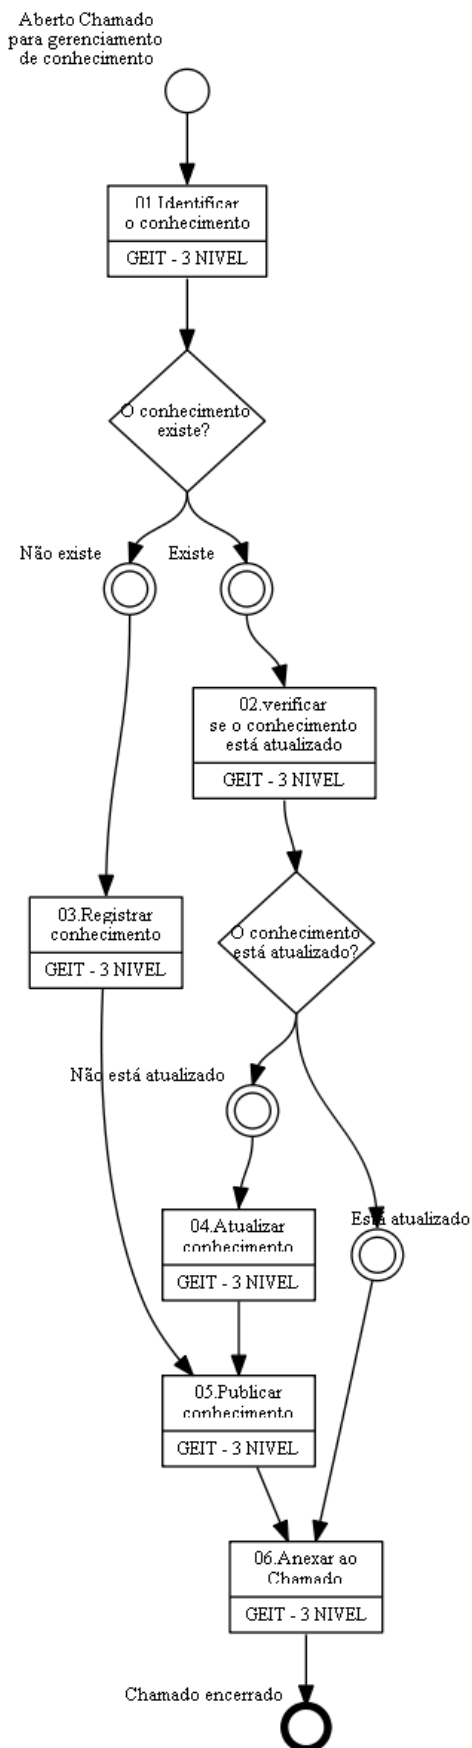 Aberto Chamado
para gerenciamento
de conhecimento
01.Identificar
o conhecimento
GEIT - 3 NIVEL
O conhecimento
existe?
Não existe
Existe
02.verificar
se o conhecimento
está atualizado
GEIT - 3 NIVEL
03.Registrar
conhecimento
GEIT - 3 NIVEL
O conhecimento
está atualizado?
Não está atualizado
04.Atualizar
conhecimento
GEIT - 3 NIVEL
Está atualizado
05.Publicar
conhecimento
GEIT - 3 NIVEL
06.Anexar ao
Chamado
GEIT - 3 NIVEL
Chamado encerrado